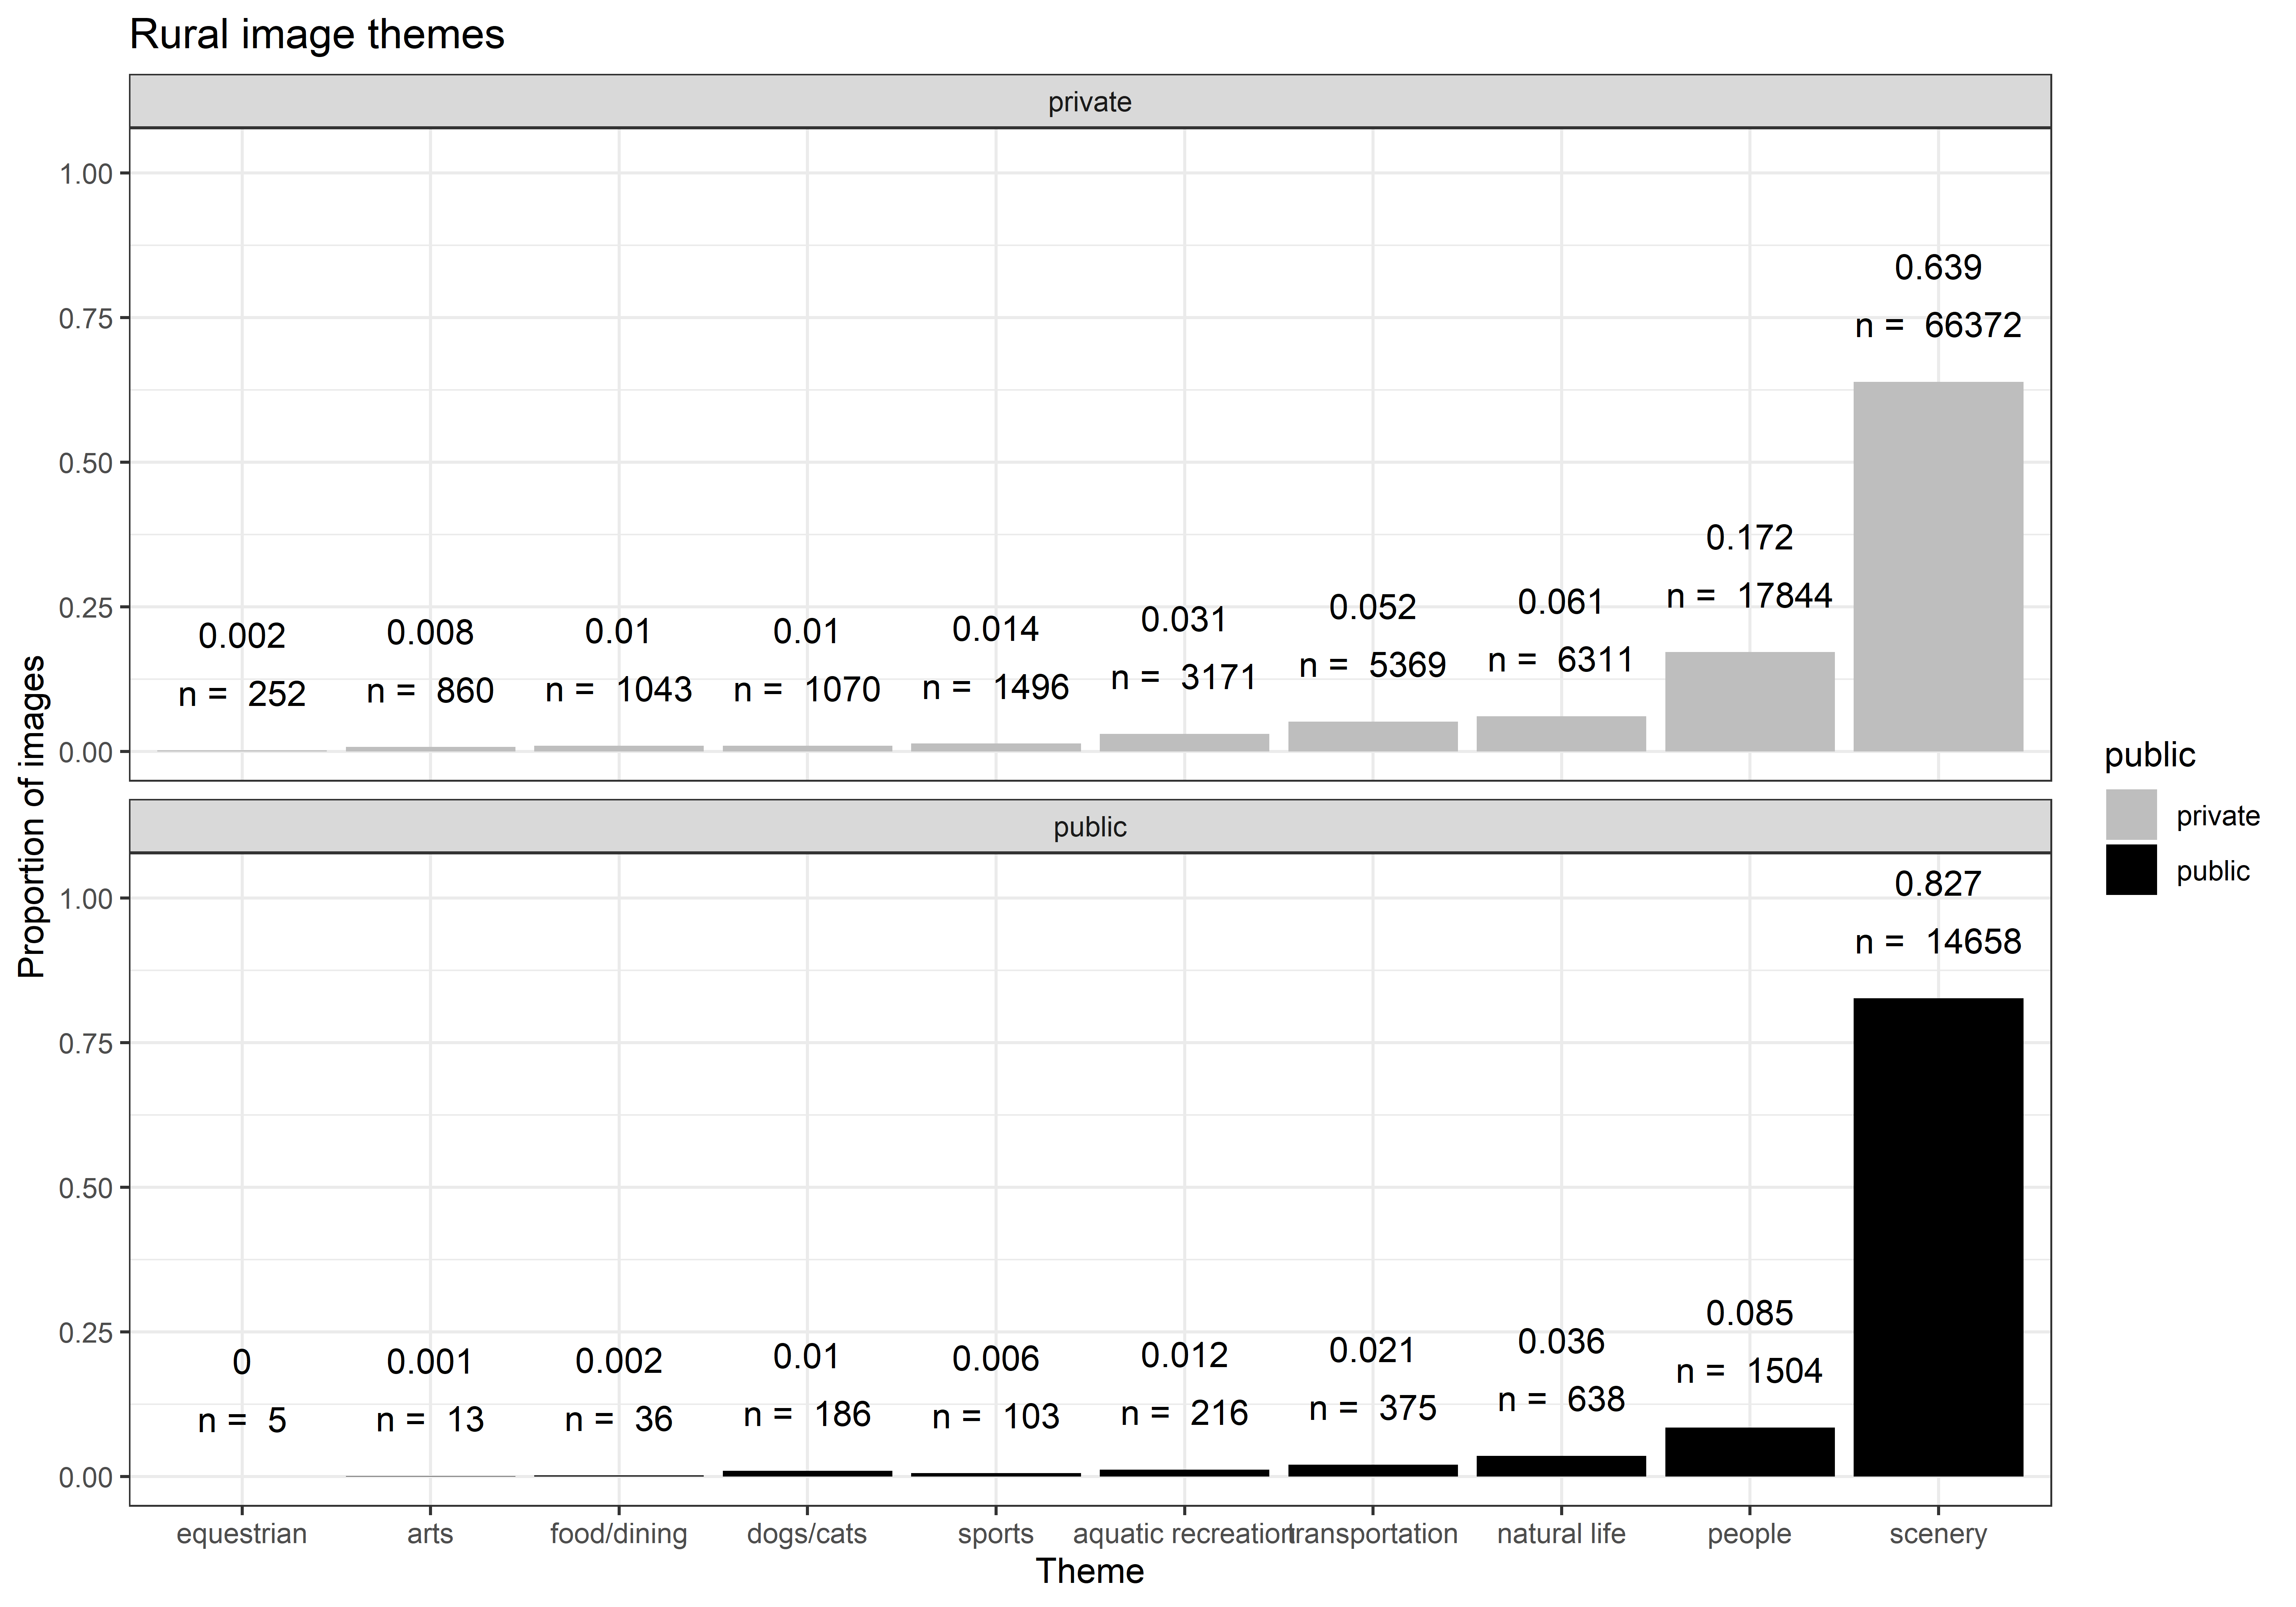 Rural image themes
private
1.00
0.75
0.50
0.25
0.00
0.002
n =  252
0.008
n =  860
0.01
n =  1043
0.01
n =  1070
0.014
n =  1496
0.031
n =  3171
0.052
n =  5369
0.061
n =  6311
0.172
n =  17844
0.639
n =  66372
public
1.00
0.75
0.50
0.25
0.00
0
n =  5
0.001
n =  13
0.002
n =  36
0.01
n =  186
0.006
n =  103
0.012
n =  216
0.021
n =  375
0.036
n =  638
0.085
n =  1504
0.827
n =  14658
equestrian
arts
food/dining
dogs/cats
sports
aquatic recreation
transportation
natural life
people
scenery
Theme
Proportion of images
public
private
public